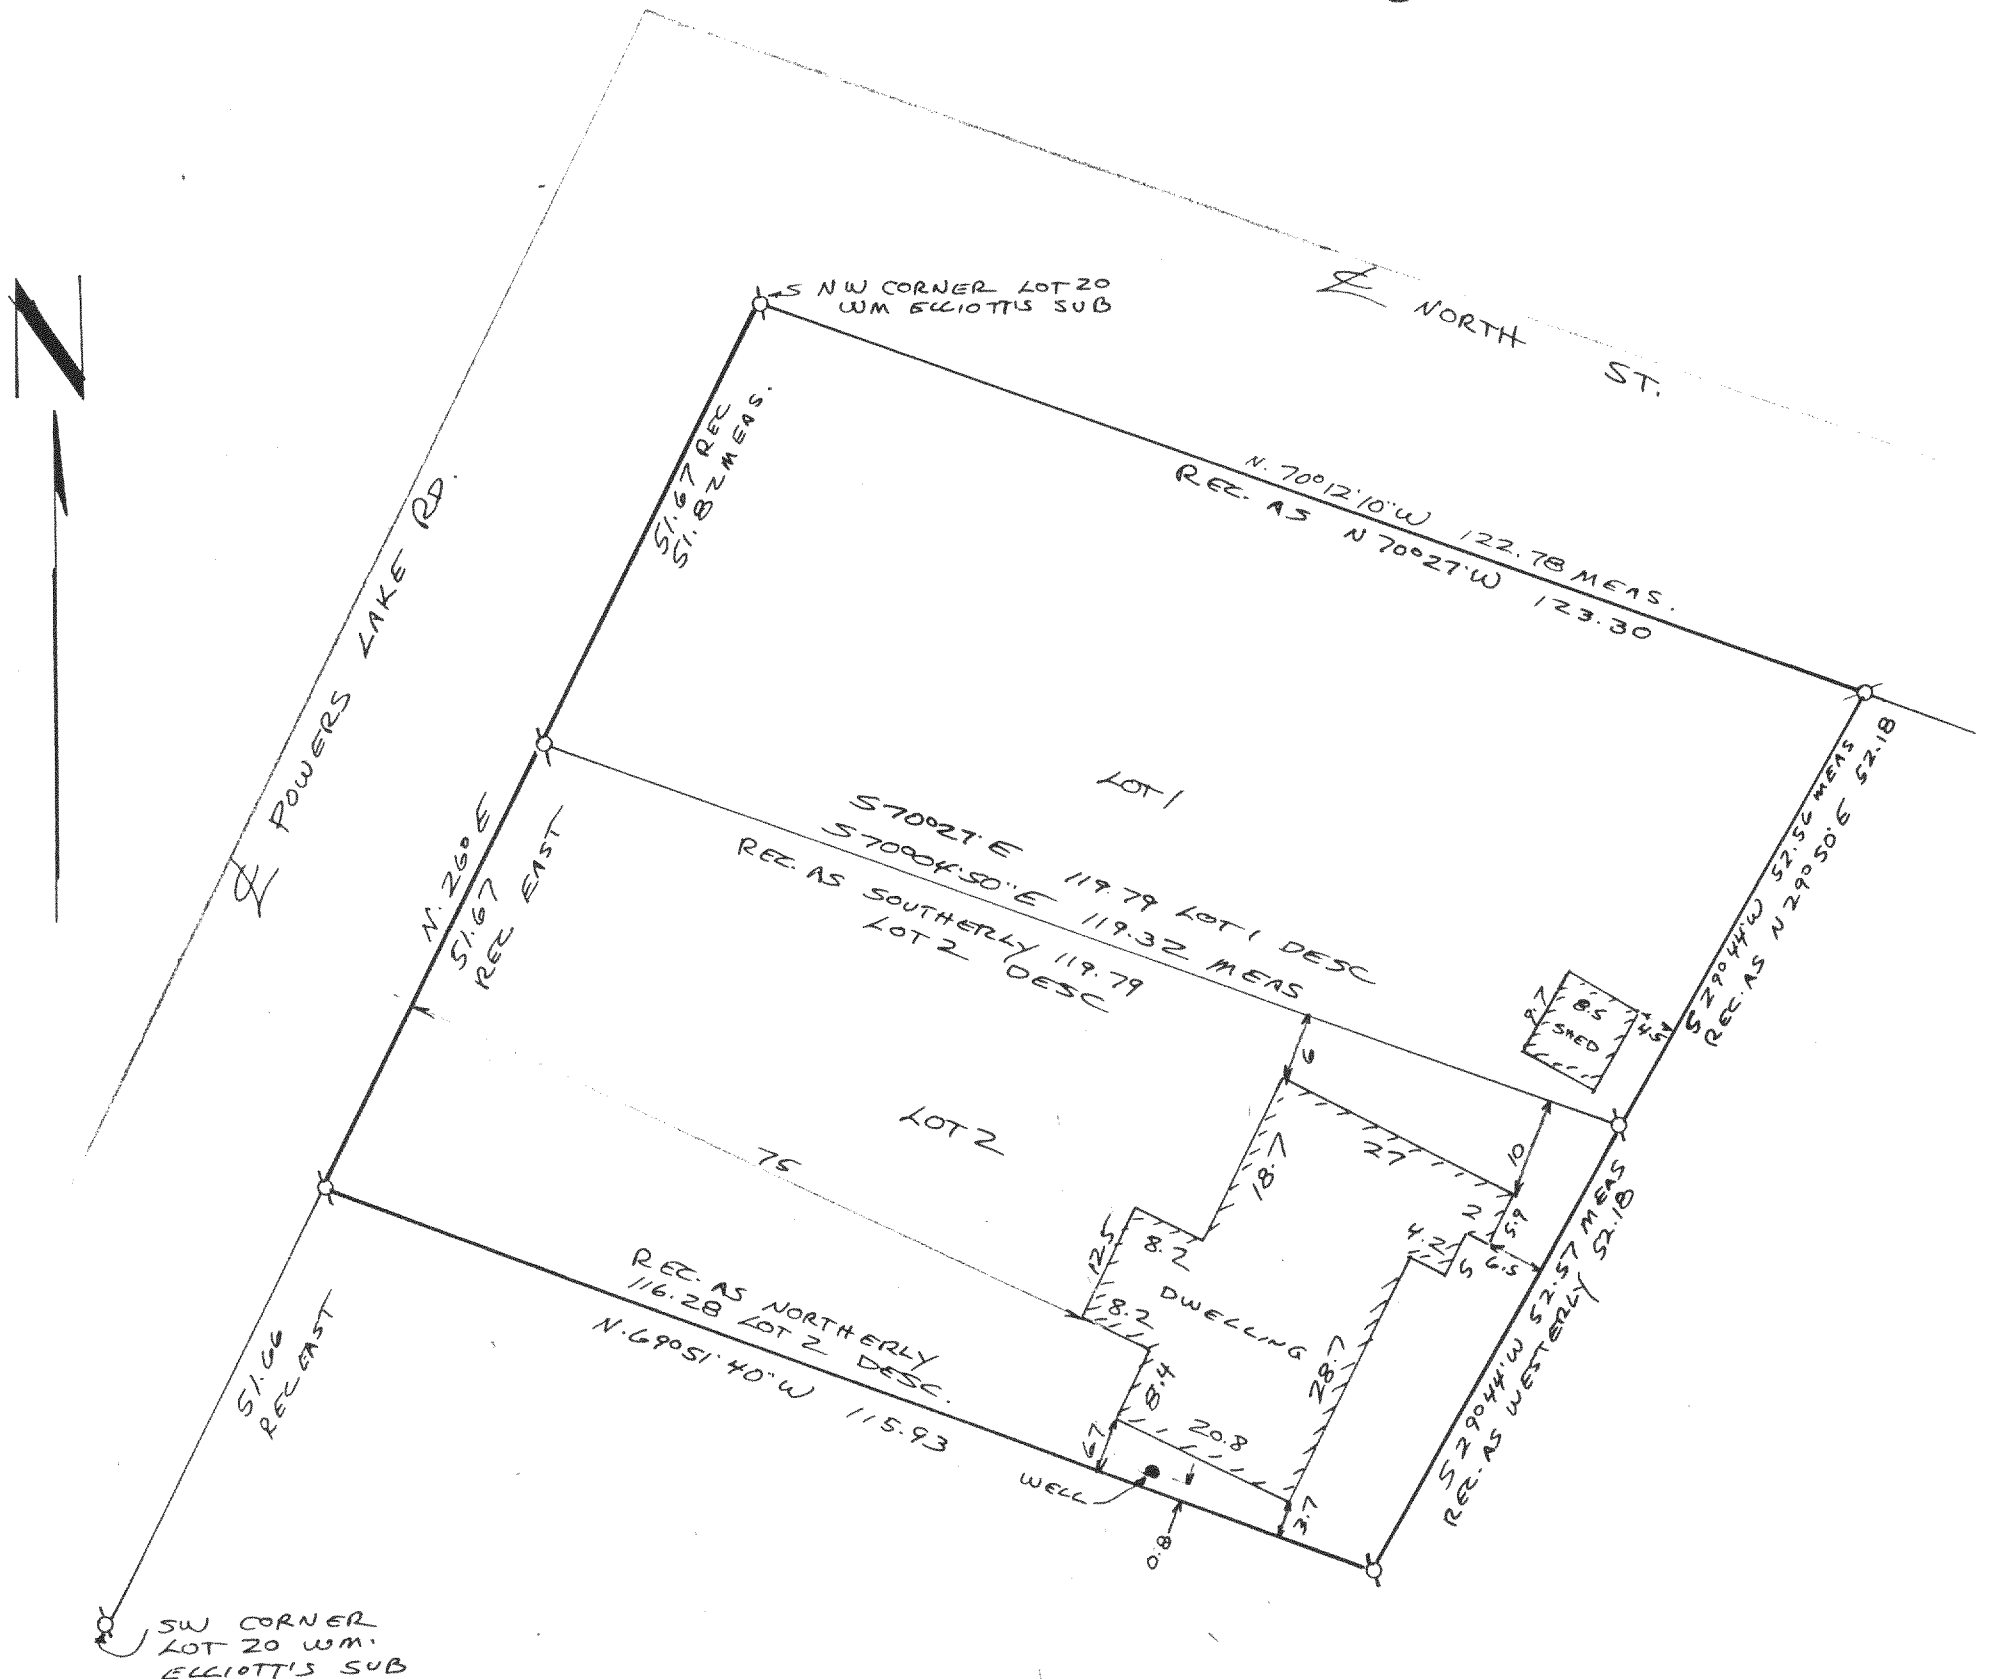 N
S NW CORNER LOT 20
WM ELLIOTT'S SUB
℄ NORTH ST.
51.67 REC
51.82 MEAS.
N. 70°12'10"W 122.78 MEAS.
REC. AS N 70°27'W 123.30
℄ POWERS LAKE RD.
S 29°44'W 52.56 MEAS
REC. AS N 29°50'E 52.18
LOT 1
S 70°27'E 119.79 LOT 1 DESC
S 70°04'50"E 119.32 MEAS
REC. AS SOUTHERLY 119.79
LOT 2 DESC
N. 26° E
51.67
REC EAST
9.7
8.5
SHED
4.5
6
LOT 2
75
27
10
18.7
2
5.9
4.2
5
6.5
12.5
8.2
8.2
DWELLING
28.7
8.4
20.8
6.7
WELL
0.8
3.7
S 29°44'W 52.57 MEAS
REC. AS WESTERLY 52.18
REC. AS NORTHERLY
116.28 LOT 2 DESC.
N. 69°51'40"W 115.93
51.66
REC EAST
SW CORNER
LOT 20 WM.
ELLIOTT'S SUB